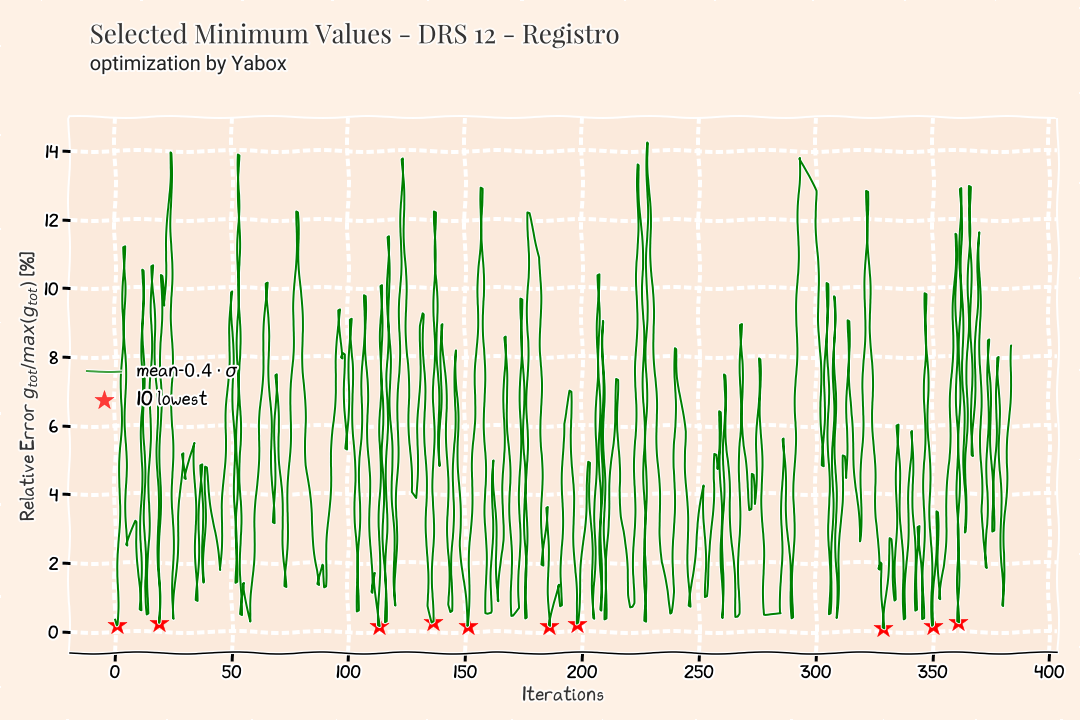 Selected Minimum Values - DRS 12 - Registro
optimization by Yabox
14
12
10
8
6
4
2
0
Relative Error g_tot/max(g_tot) [%]
mean-0.4 · σ
10 lowest
0 50 100 150 200 250 300 350 400
Iterations